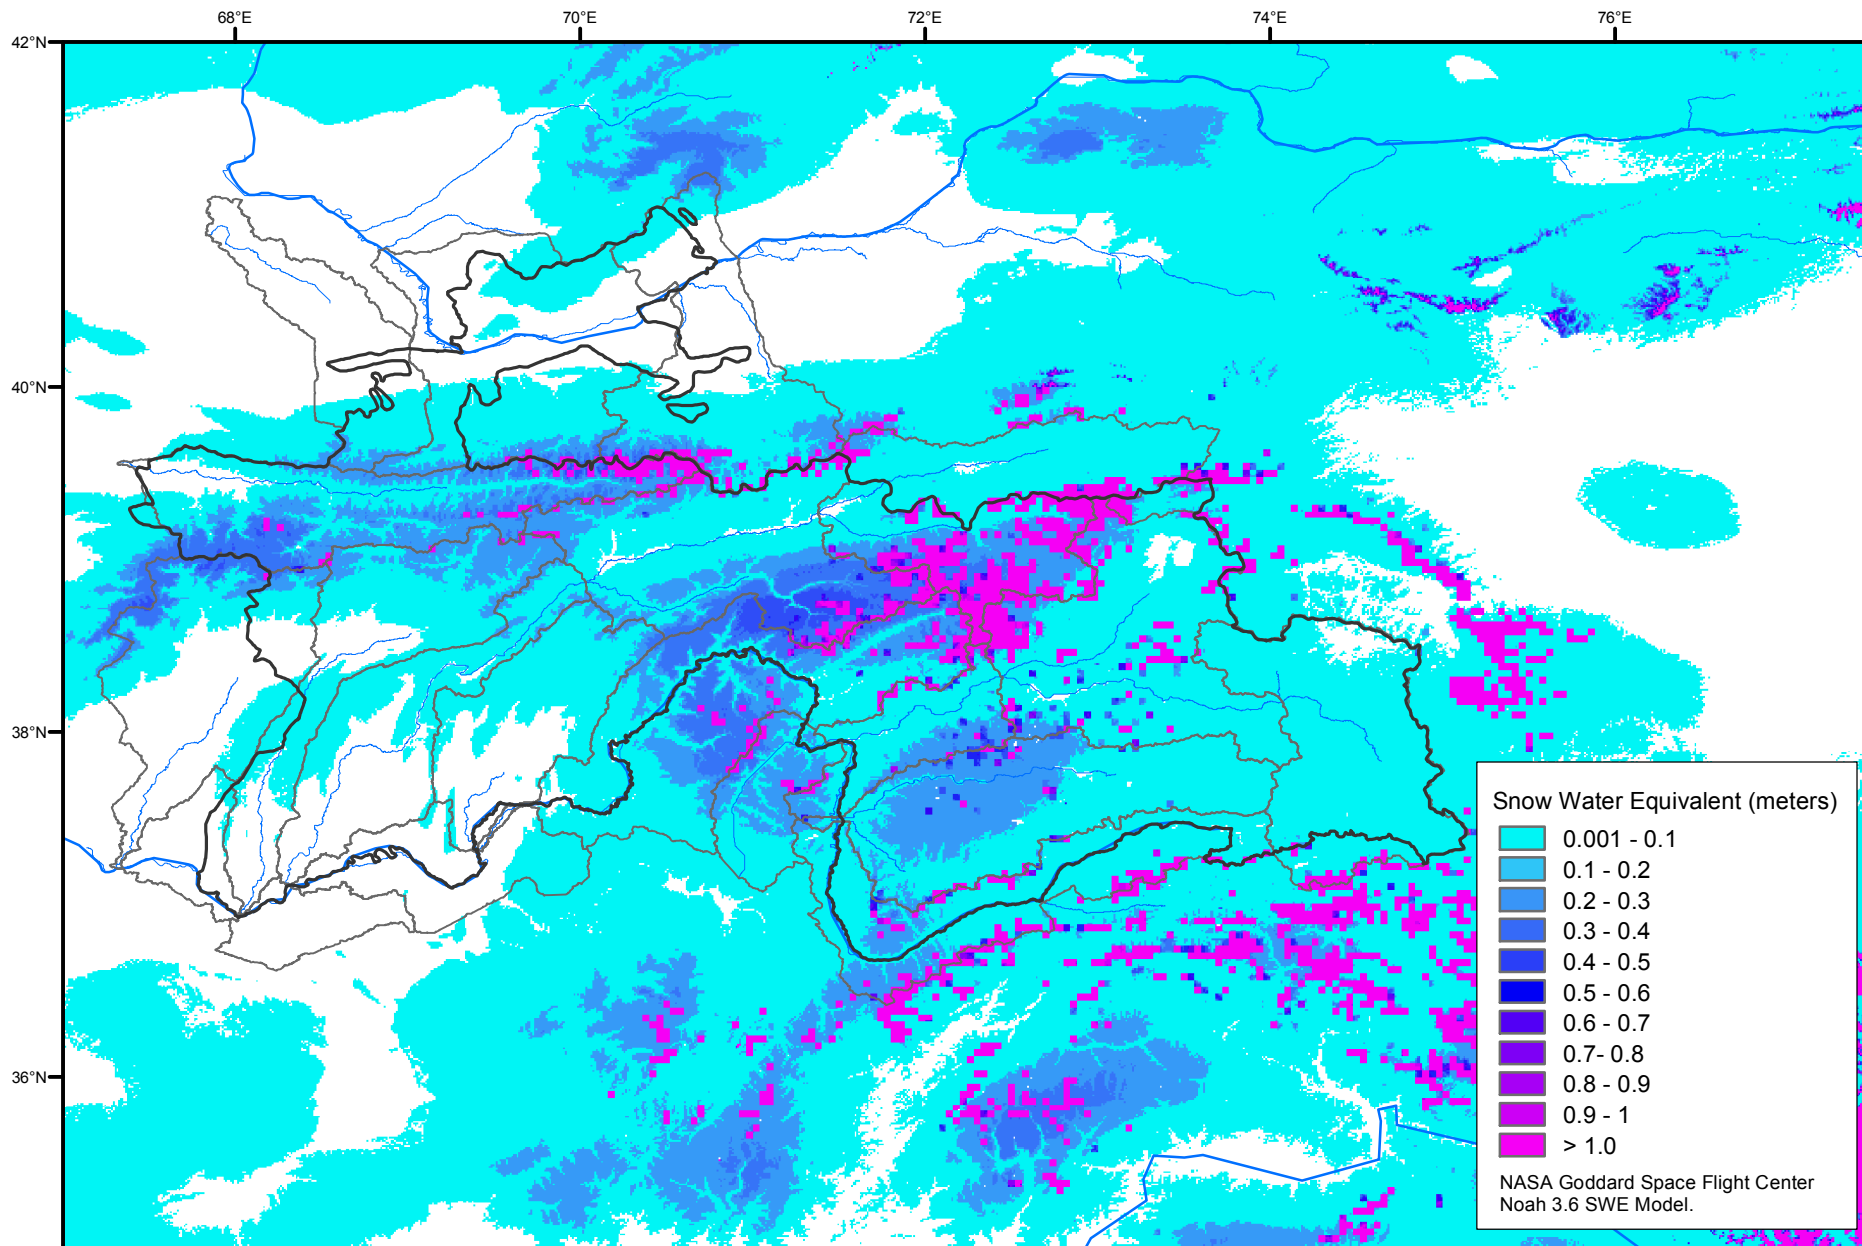 68°E 70°E 72°E 74°E 76°E
42°N
40°N
38°N
36°N
Snow Water Equivalent (meters)
0.001 - 0.1
0.1 - 0.2
0.2 - 0.3
0.3 - 0.4
0.4 - 0.5
0.5 - 0.6
0.6 - 0.7
0.7- 0.8
0.8 - 0.9
0.9 - 1
> 1.0
NASA Goddard Space Flight Center
Noah 3.6 SWE Model.